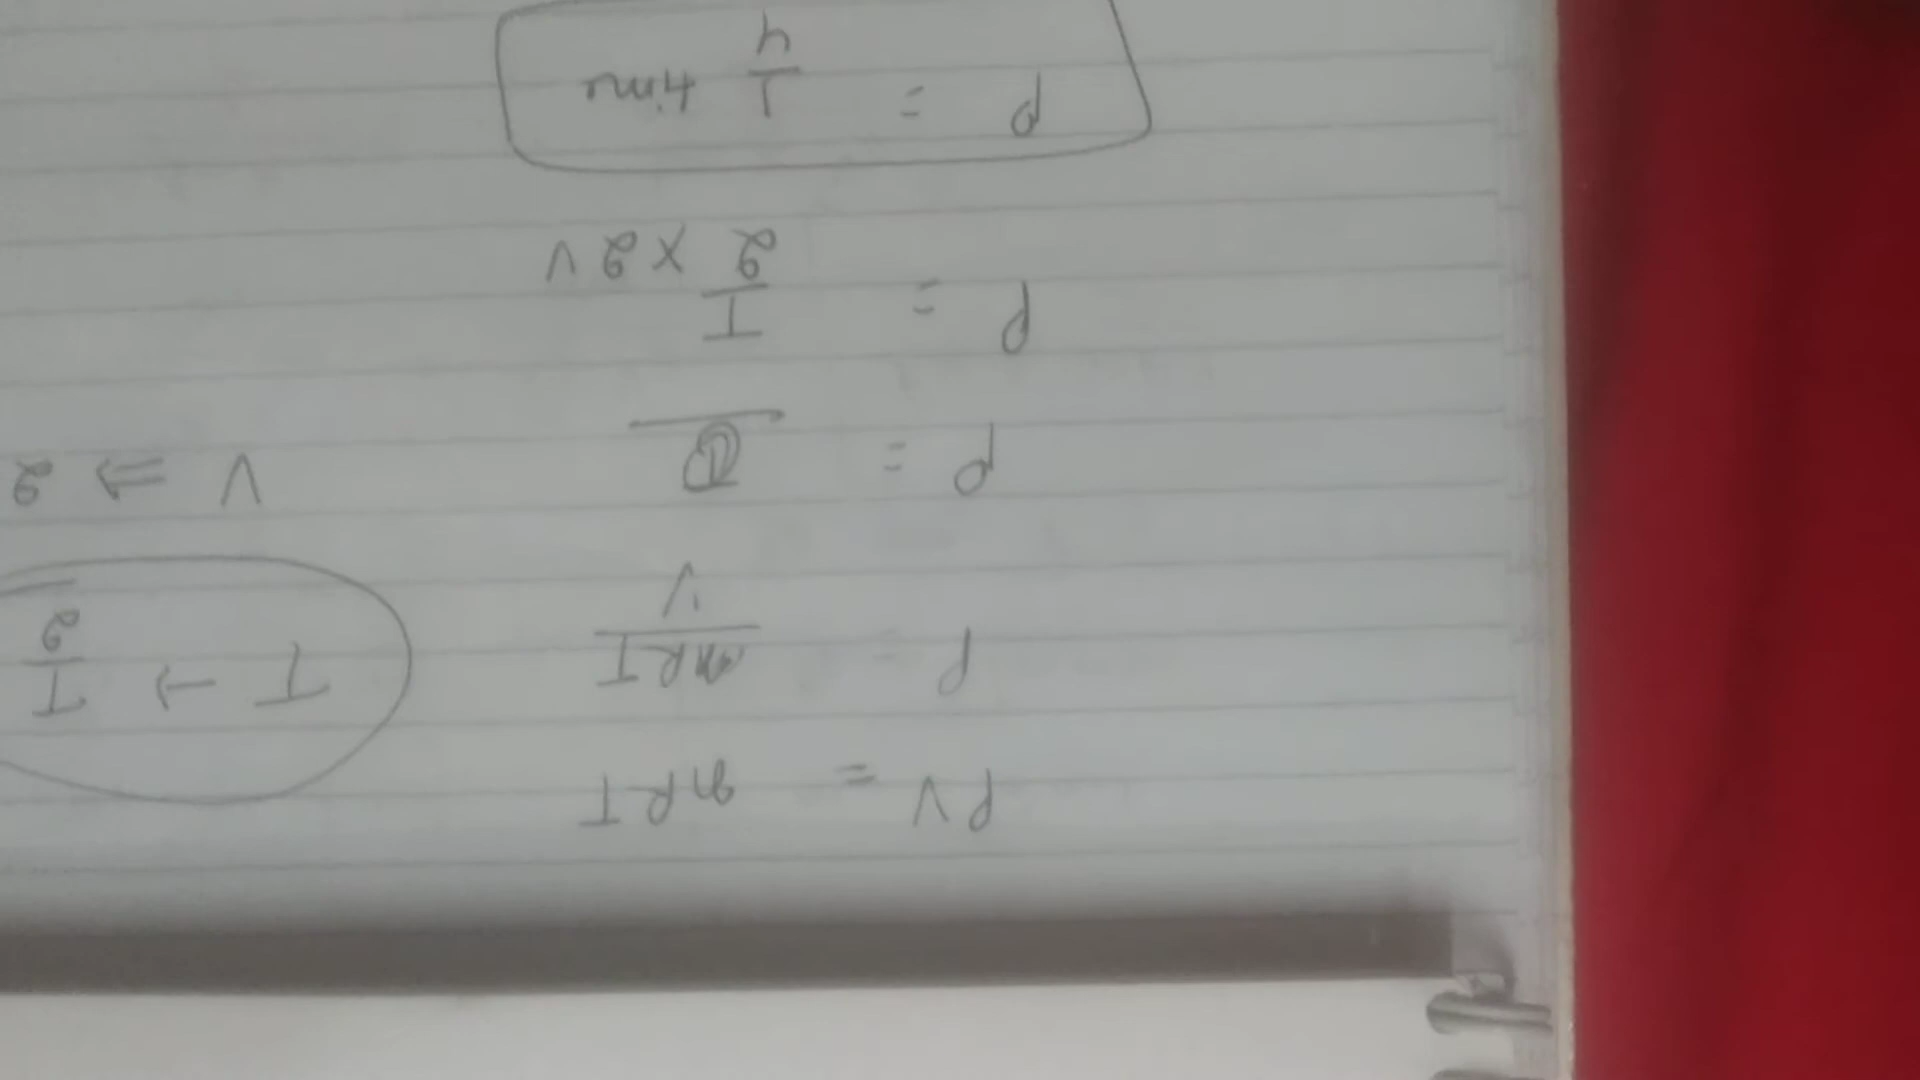 PV = nRT
P = nRT / V
T → T/2
P =
V ⇒ 2
P = T / 2 × 2V
P = 1/4 time